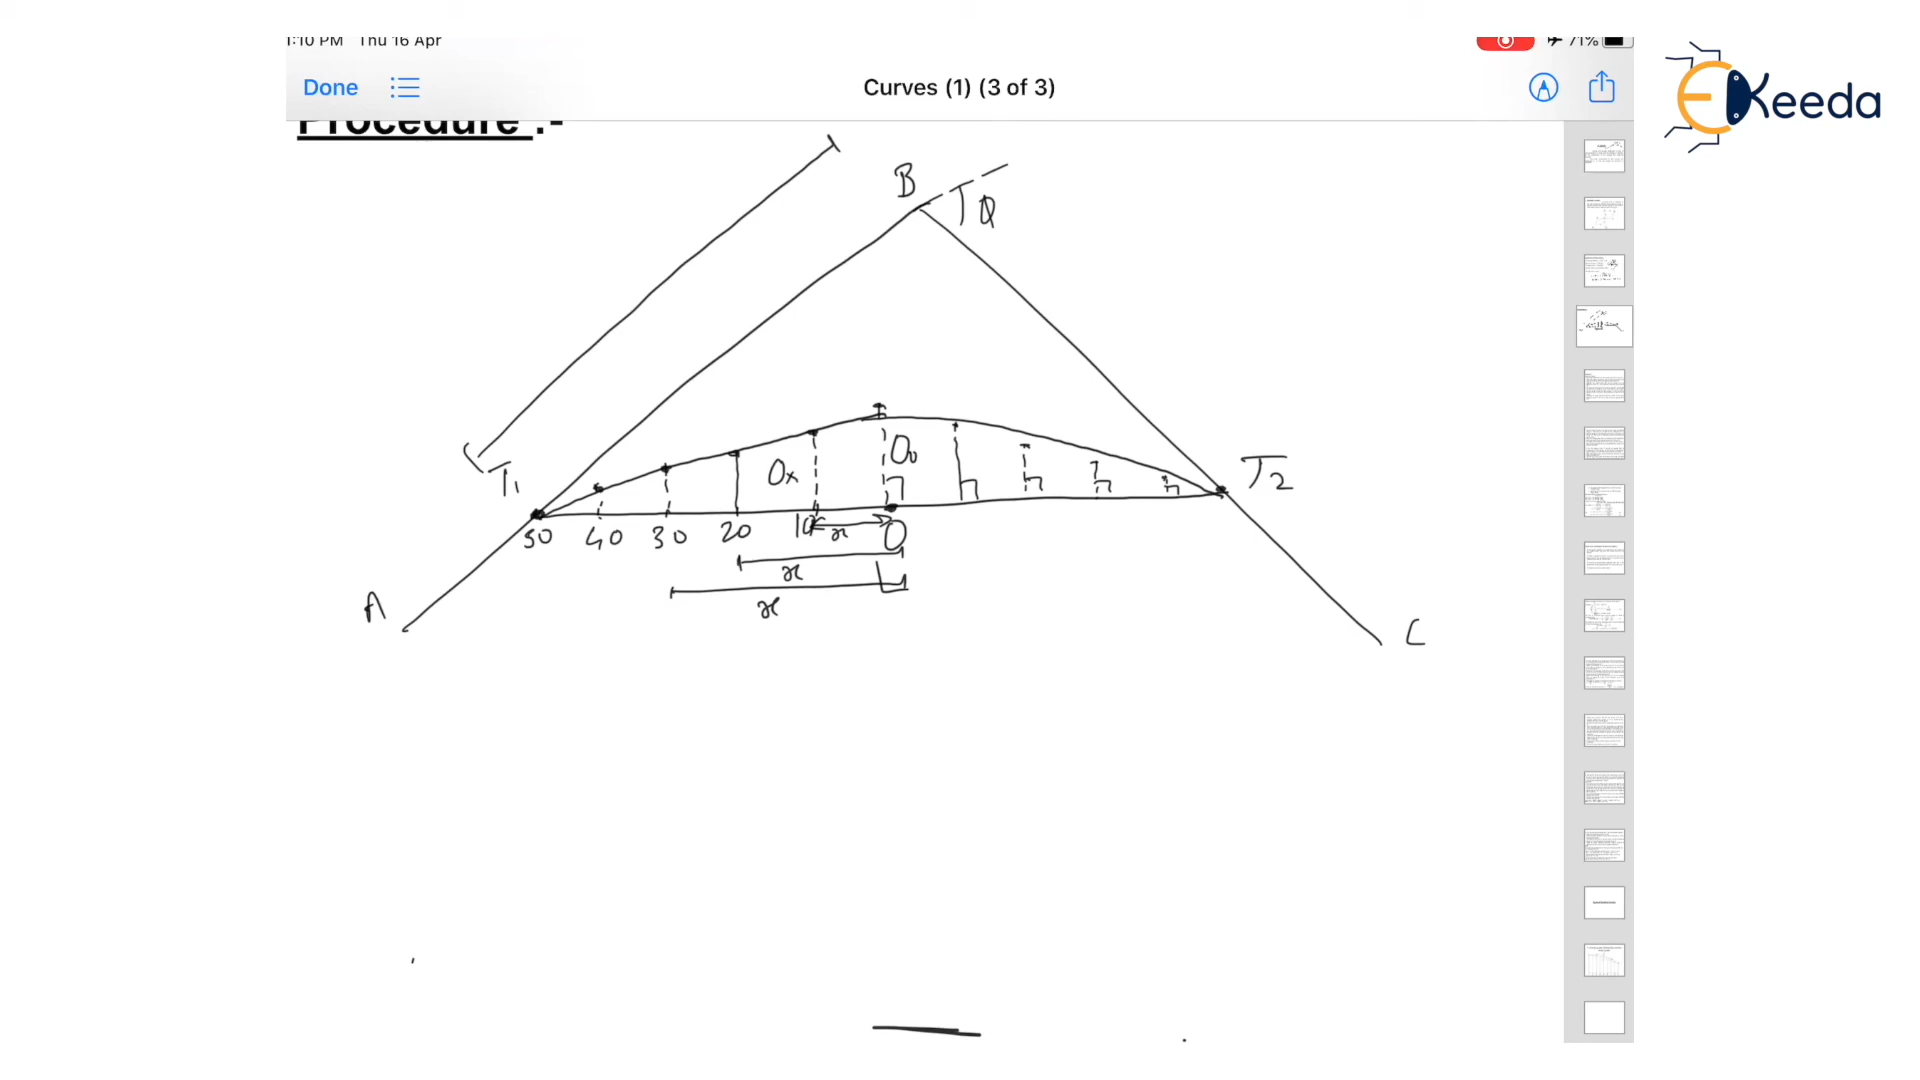 1:10 PM Thu 16 Apr
71%
Done
Curves (1) (3 of 3)
EKeeda
Procedure :-
B
Φ
T1
Ox
O0
T2
50 40 30 20 10 x O
x
x
A
C